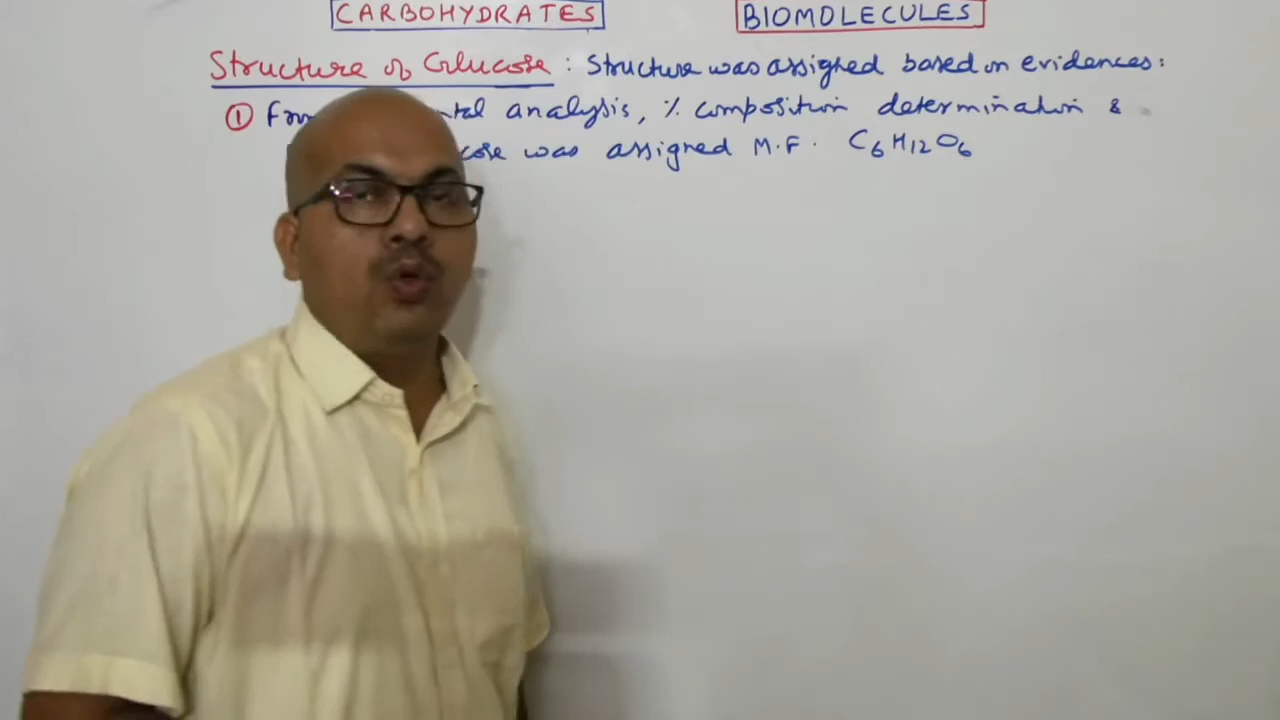 CARBOHYDRATES BIOMOLECULES
Structure of Glucose : Structure was assigned based on evidences:
① analysis, % composition determination &
was assigned M.F. C6H12O6